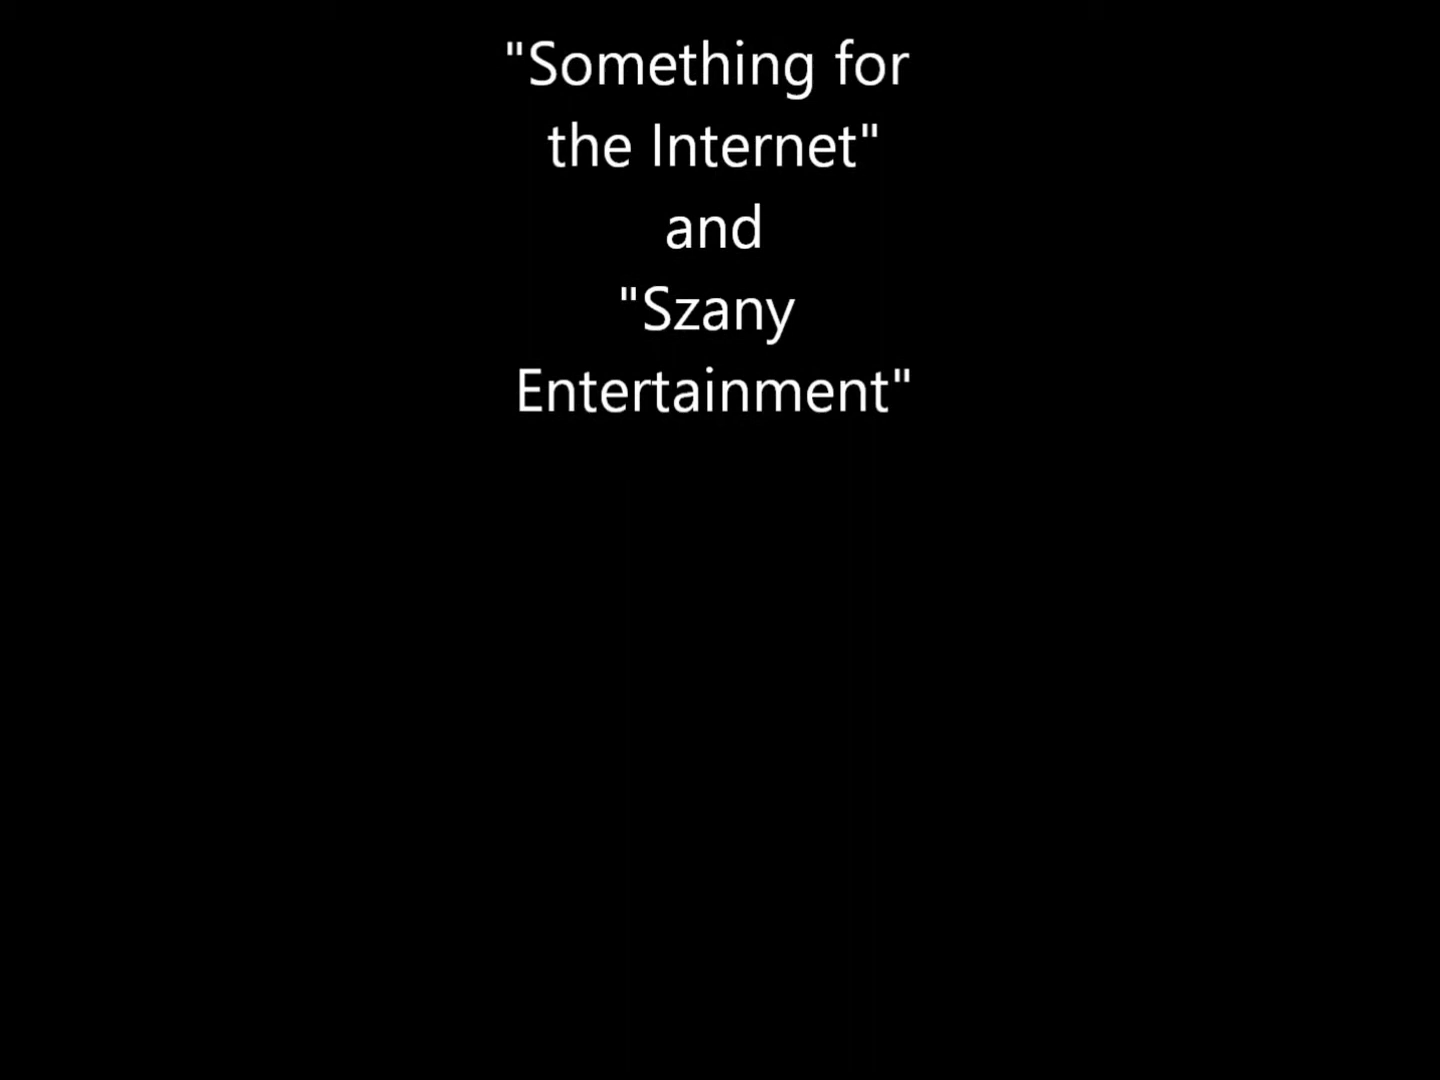 "Something for
the Internet"
and
"Szany
Entertainment"